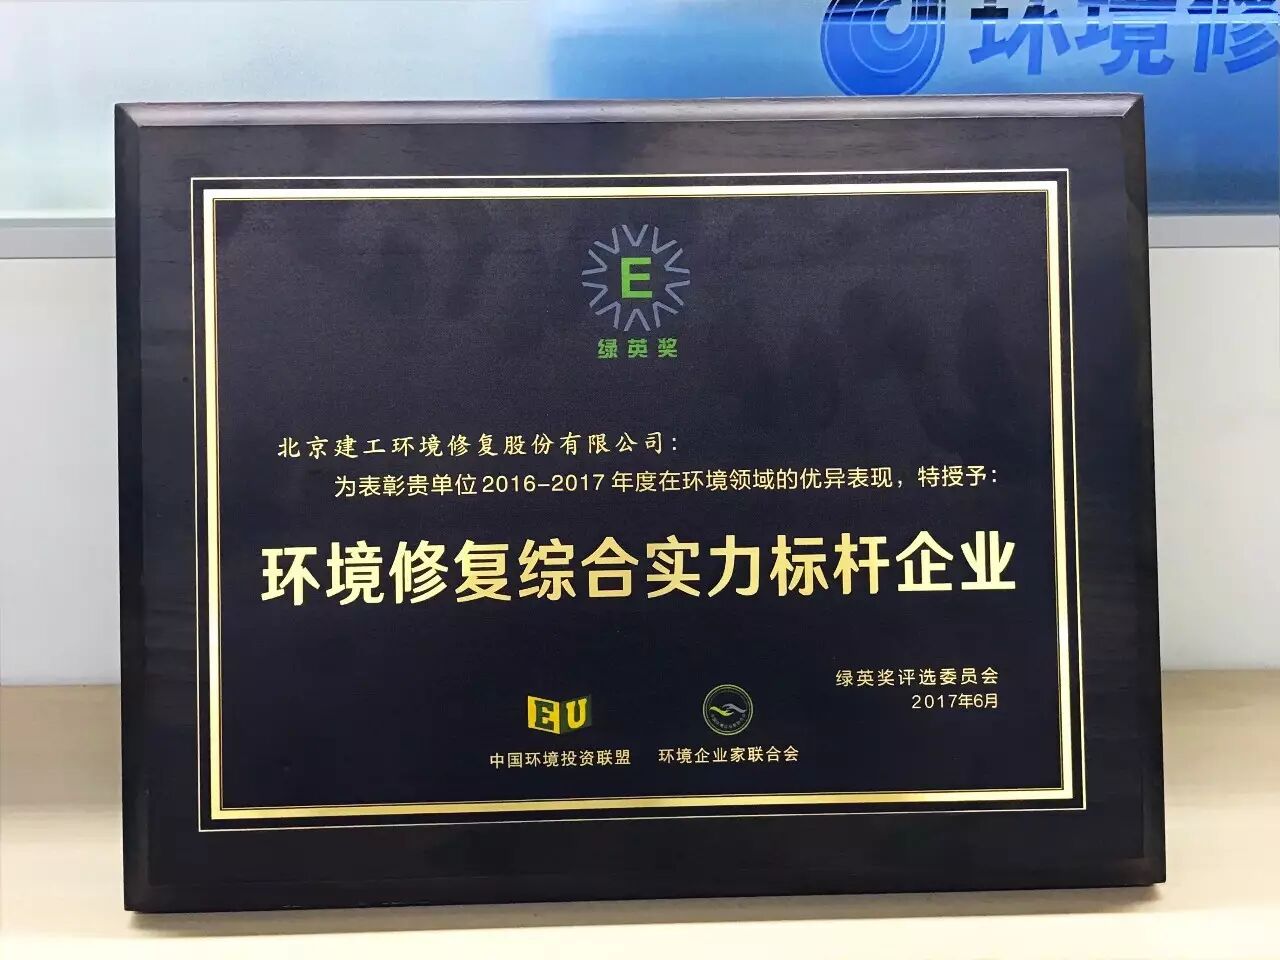 环境修
E
绿英奖
北京建工环境修复股份有限公司：
为表彰贵单位2016-2017年度在环境领域的优异表现，特授予：
环境修复综合实力标杆企业
绿英奖评选委员会
2017年6月
EU
中国环境投资联盟
环境企业家联合会